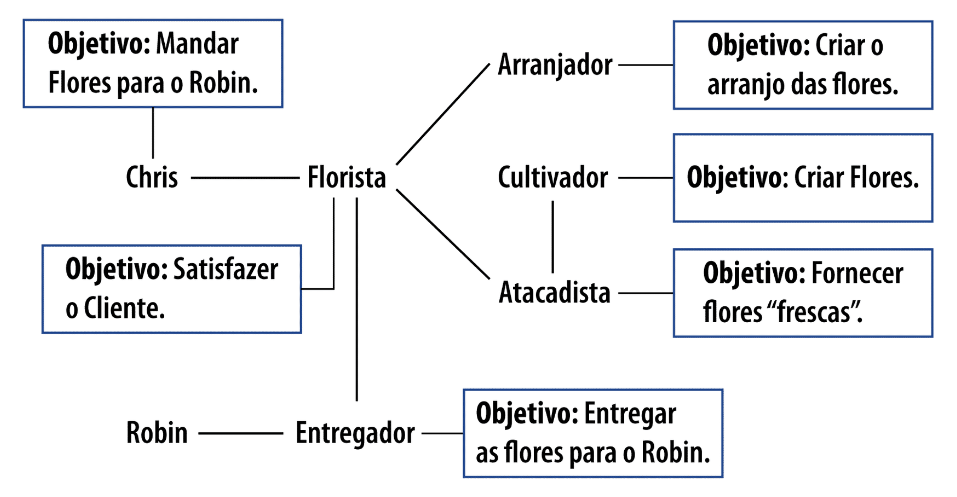 Objetivo: Mandar
Flores para o Robin.
Arranjador
Objetivo: Criar o
arranjo das flores.
Chris
Florista
Cultivador
Objetivo: Criar Flores.
Objetivo: Satisfazer
o Cliente.
Atacadista
Objetivo: Fornecer
flores “frescas”.
Robin
Entregador
Objetivo: Entregar
as flores para o Robin.